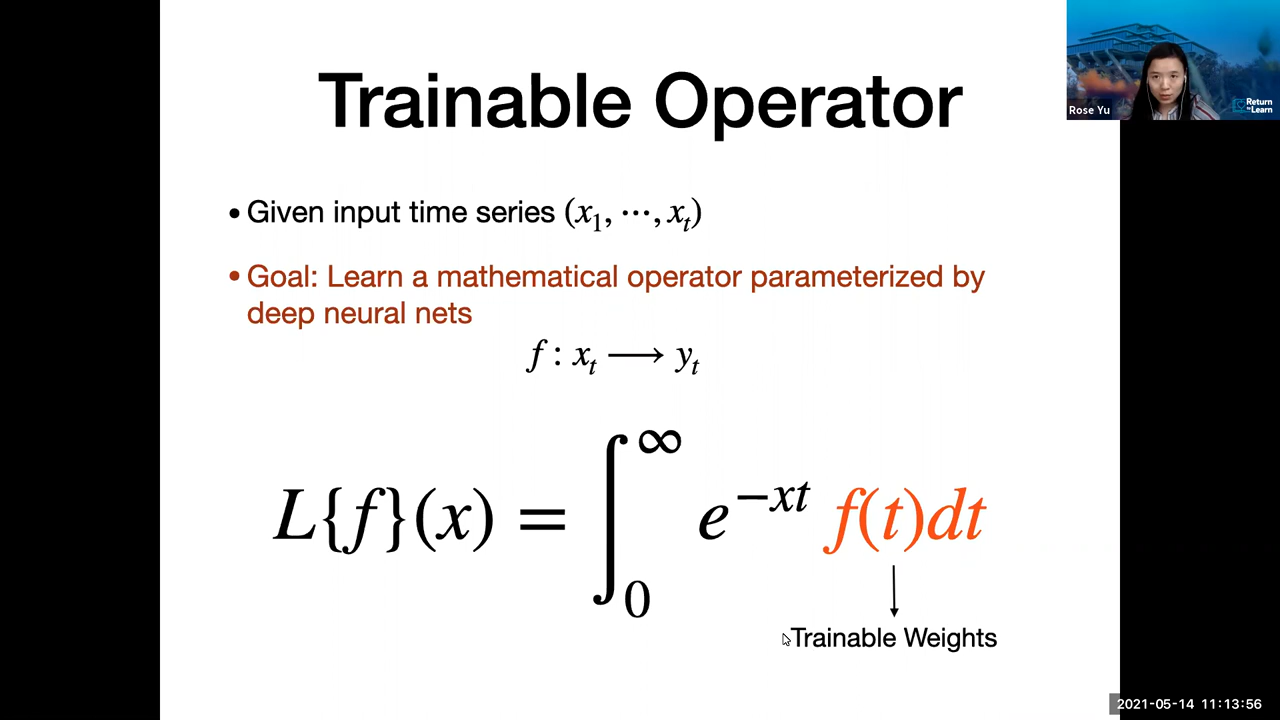 Trainable Operator
Rose Yu
Return to Learn
• Given input time series (x₁, ⋯, xₜ)
• Goal: Learn a mathematical operator parameterized by
deep neural nets
f : xₜ ⟶ yₜ
L{f}(x) = ∫₀^∞ e^{−xt} f(t)dt
Trainable Weights
2021-05-14 11:13:56